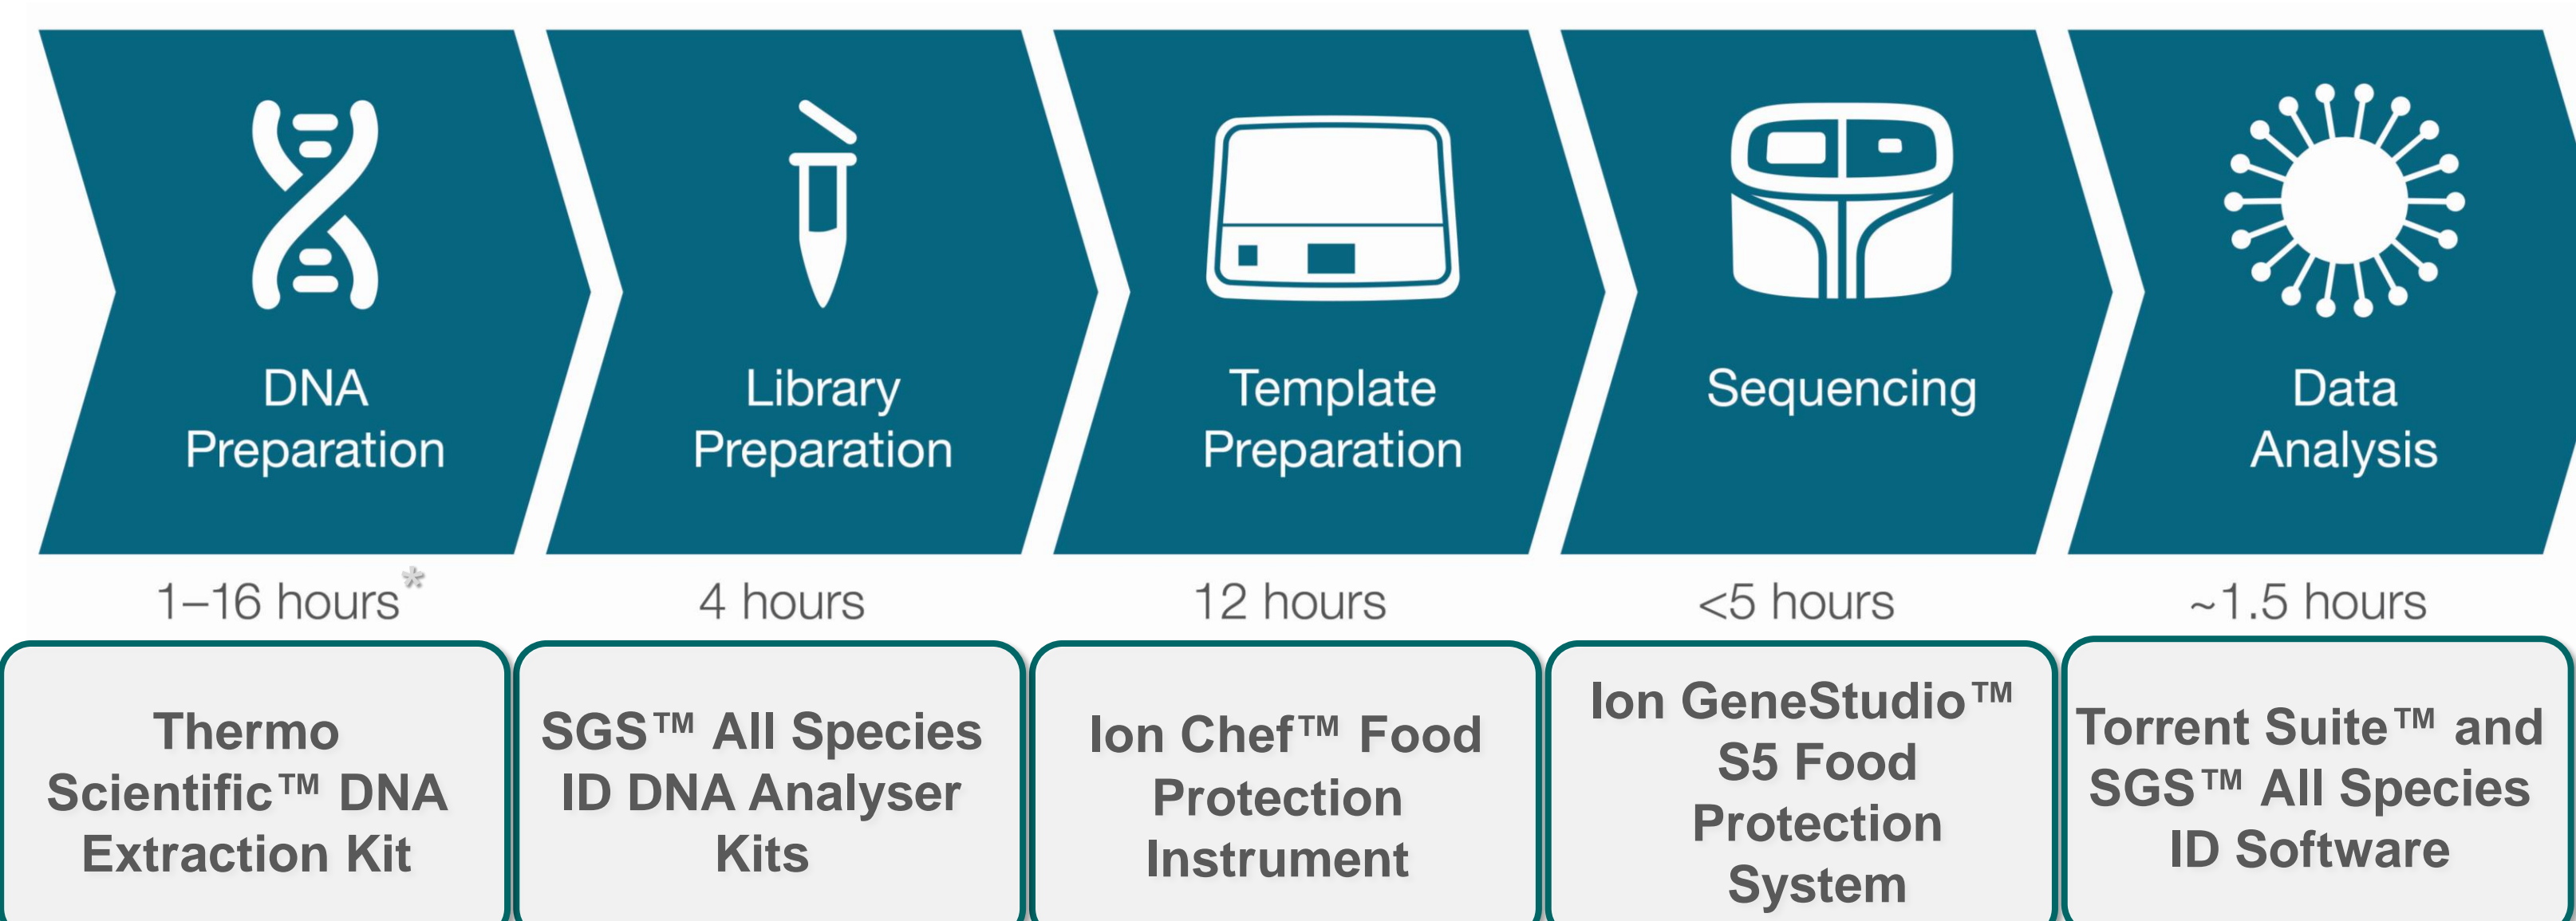 DNA
Preparation
Library
Preparation
Template
Preparation
Sequencing
Data
Analysis
1–16 hours*
4 hours
12 hours
<5 hours
~1.5 hours
Thermo
Scientific™ DNA
Extraction Kit
SGS™ All Species
ID DNA Analyser
Kits
Ion Chef™ Food
Protection
Instrument
Ion GeneStudio™
S5 Food
Protection
System
Torrent Suite™ and
SGS™ All Species
ID Software